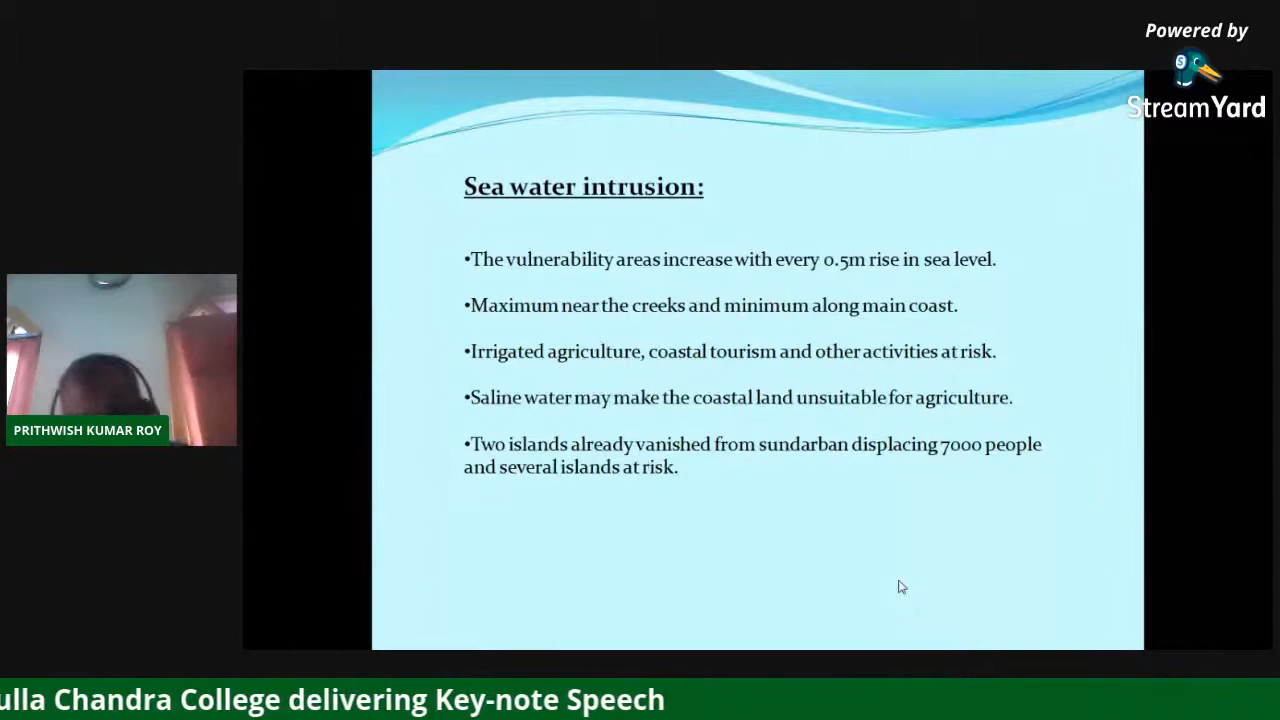 Powered by
StreamYard
Sea water intrusion:
•The vulnerability areas increase with every 0.5m rise in sea level.
•Maximum near the creeks and minimum along main coast.
•Irrigated agriculture, coastal tourism and other activities at risk.
•Saline water may make the coastal land unsuitable for agriculture.
•Two islands already vanished from sundarban displacing 7000 people
and several islands at risk.
PRITHWISH KUMAR ROY
ulla Chandra College delivering Key-note Speech